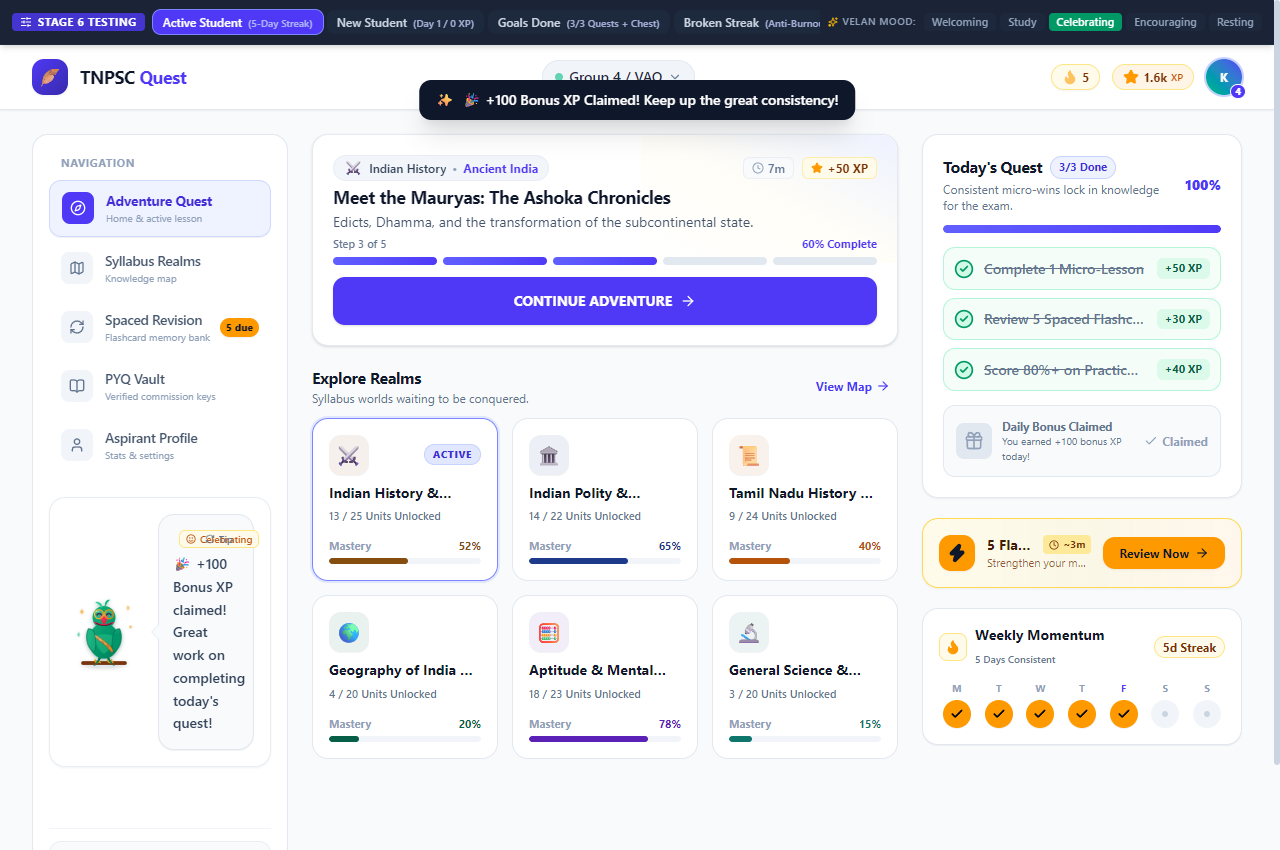 STAGE 6 TESTING
Active Student (5-Day Streak)
New Student (Day 1 / 0 XP)
Goals Done (3/3 Quests + Chest)
Broken Streak (Anti-Burnou
VELAN MOOD:
Welcoming
Study
Celebrating
Encouraging
Resting
TNPSC Quest
Group 4 / VAO
5
1.6k XP
K
4
+100 Bonus XP Claimed! Keep up the great consistency!
NAVIGATION
Adventure Quest
Home & active lesson
Syllabus Realms
Knowledge map
Spaced Revision
Flashcard memory bank
5 due
PYQ Vault
Verified commission keys
Aspirant Profile
Stats & settings
Celebrating
+100
Bonus XP
claimed!
Great
work on
completing
today's
quest!
Indian History • Ancient India
7m
+50 XP
Meet the Mauryas: The Ashoka Chronicles
Edicts, Dhamma, and the transformation of the subcontinental state.
Step 3 of 5
60% Complete
CONTINUE ADVENTURE
Explore Realms
Syllabus worlds waiting to be conquered.
View Map
ACTIVE
Indian History &...
13 / 25 Units Unlocked
Mastery 52%
Indian Polity &...
14 / 22 Units Unlocked
Mastery 65%
Tamil Nadu History ...
9 / 24 Units Unlocked
Mastery 40%
Geography of India ...
4 / 20 Units Unlocked
Mastery 20%
Aptitude & Mental...
18 / 23 Units Unlocked
Mastery 78%
General Science &...
3 / 20 Units Unlocked
Mastery 15%
Today's Quest
3/3 Done
Consistent micro-wins lock in knowledge
for the exam.
100%
Complete 1 Micro-Lesson
+50 XP
Review 5 Spaced Flashc...
+30 XP
Score 80%+ on Practic...
+40 XP
Daily Bonus Claimed
You earned +100 bonus XP
today!
Claimed
5 Fla...
~3m
Strengthen your m...
Review Now
Weekly Momentum
5 Days Consistent
5d Streak
M T W T F S S